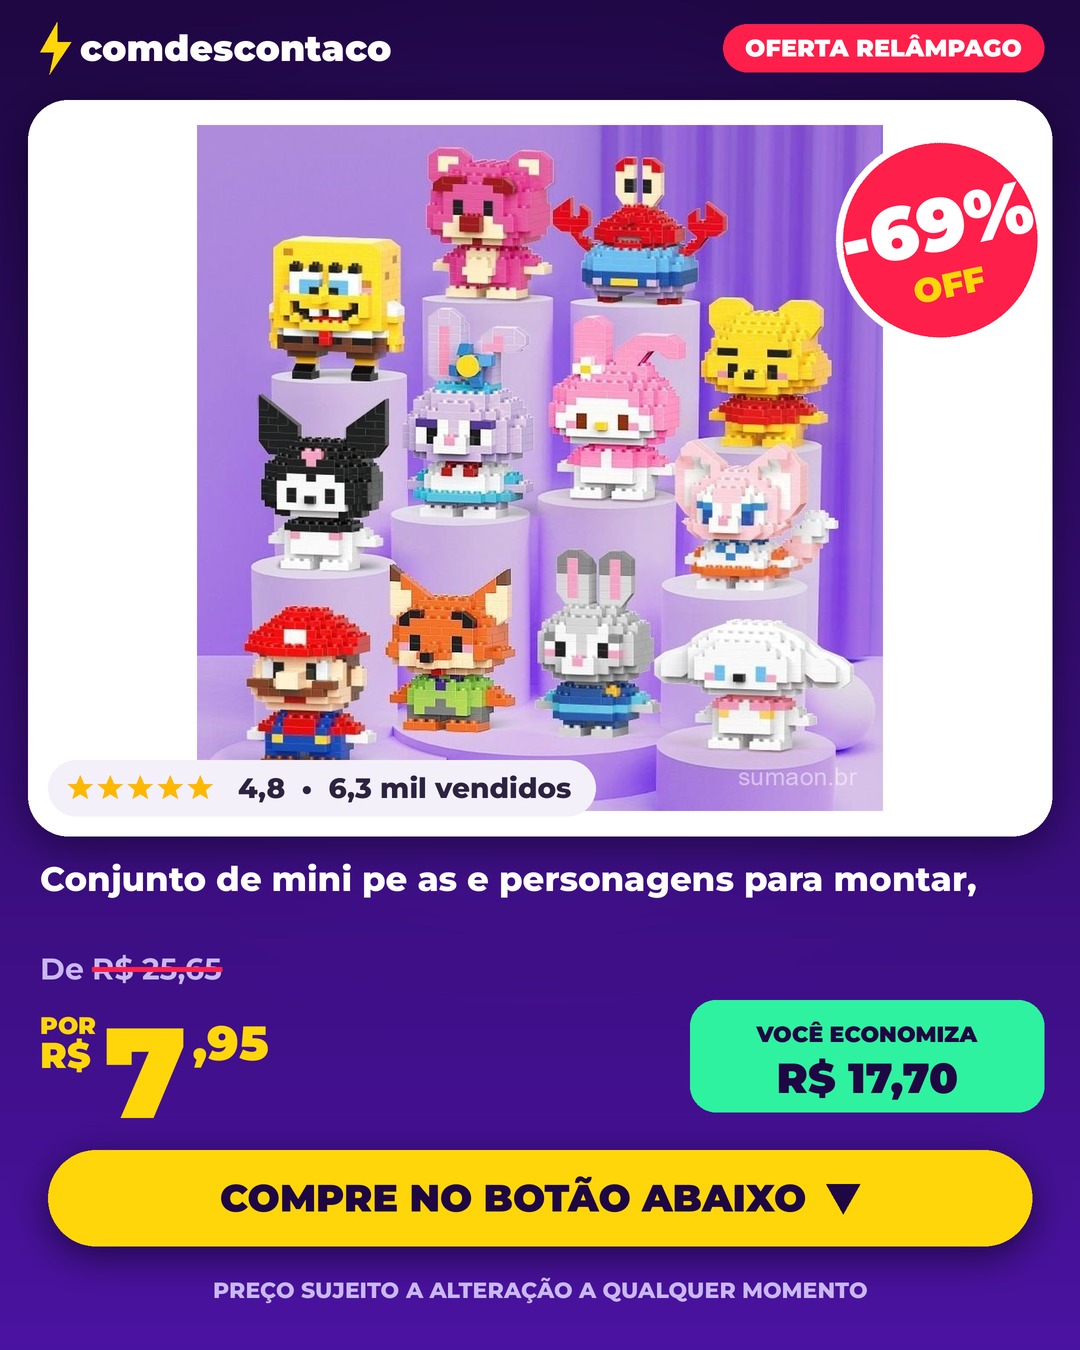 comdescontaco
OFERTA RELÂMPAGO
-69%
OFF
sumaon.br
4,8 • 6,3 mil vendidos
Conjunto de mini pe as e personagens para montar,
De R$ 25,65
POR
R$ 7,95
VOCÊ ECONOMIZA
R$ 17,70
COMPRE NO BOTÃO ABAIXO ▼
PREÇO SUJEITO A ALTERAÇÃO A QUALQUER MOMENTO